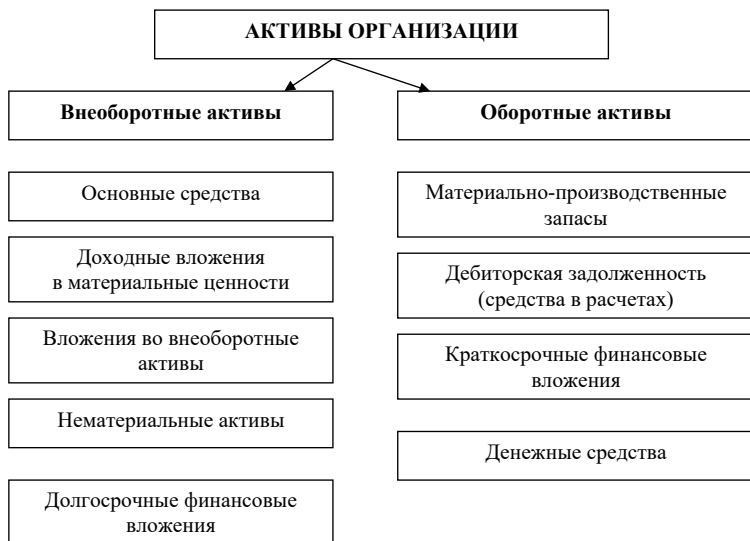 АКТИВЫ ОРГАНИЗАЦИИ
Внеоборотные активы
Основные средства
Доходные вложения
в материальные ценности
Вложения во внеоборотные
активы
Нематериальные активы
Долгосрочные финансовые
вложения
Оборотные активы
Материально-производственные
запасы
Дебиторская задолженность
(средства в расчетах)
Краткосрочные финансовые
вложения
Денежные средства